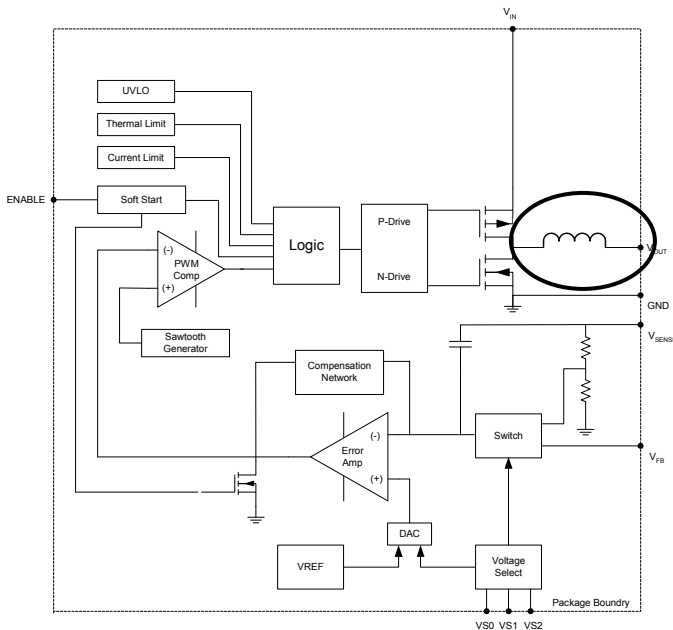 VIN
UVLO
Thermal Limit
Current Limit
ENABLE
Soft Start
Logic
P-Drive
N-Drive
(-)
PWM
Comp
(+)
VOUT
GND
Sawtooth
Generator
VSENSE
Compensation
Network
Switch
(-)
Error
Amp
(+)
VFB
DAC
VREF
Voltage
Select
Package Boundry
VS0 VS1 VS2